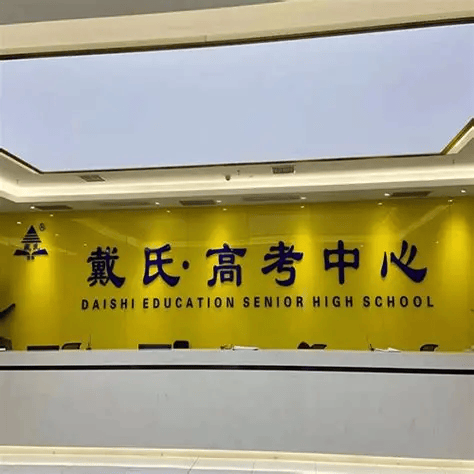 戴氏·高考中心
DAISHI EDUCATION SENIOR HIGH SCHOOL
®